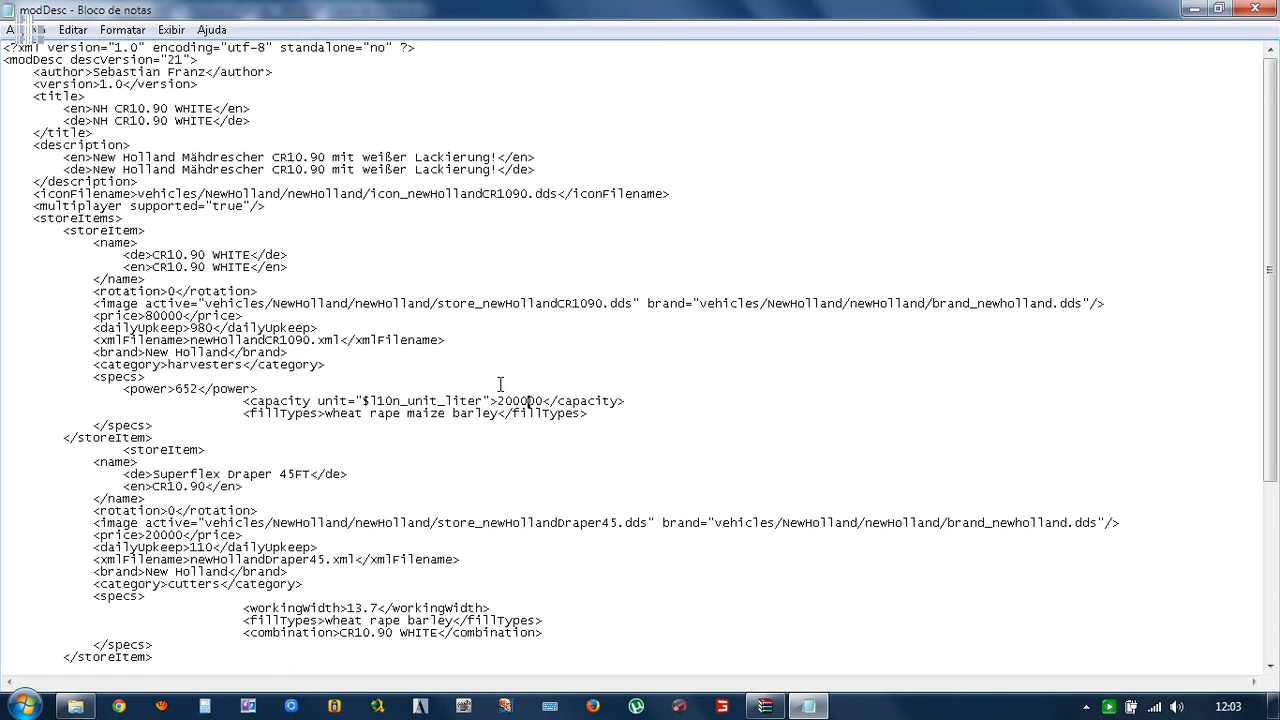 modDesc - Bloco de notas
Editar Formatar Exibir Ajuda
<?xml version="1.0" encoding="utf-8" standalone="no" ?>
<modDesc descVersion="21">
<author>Sebastian Franz</author>
<version>1.0</version>
<title>
<en>NH CR10.90 WHITE</en>
<de>NH CR10.90 WHITE</de>
</title>
<description>
<en>New Holland Mähdrescher CR10.90 mit weißer Lackierung!</en>
<de>New Holland Mähdrescher CR10.90 mit weißer Lackierung!</de>
</description>
<iconFilename>vehicles/NewHolland/newHolland/icon_newHollandCR1090.dds</iconFilename>
<multiplayer supported="true"/>
<storeItems>
<storeItem>
<name>
<de>CR10.90 WHITE</de>
<en>CR10.90 WHITE</en>
</name>
<rotation>0</rotation>
<image active="vehicles/NewHolland/newHolland/store_newHollandCR1090.dds" brand="vehicles/NewHolland/newHolland/brand_newholland.dds"/>
<price>80000</price>
<dailyUpkeep>980</dailyUpkeep>
<xmlFilename>newHollandCR1090.xml</xmlFilename>
<brand>New Holland</brand>
<category>harvesters</category>
<specs>
<power>652</power>
<capacity unit="$l10n_unit_liter">200000</capacity>
<fillTypes>wheat rape maize barley</fillTypes>
</specs>
</storeItem>
<storeItem>
<name>
<de>Superflex Draper 45FT</de>
<en>CR10.90</en>
</name>
<rotation>0</rotation>
<image active="vehicles/NewHolland/newHolland/store_newHollandDraper45.dds" brand="vehicles/NewHolland/newHolland/brand_newholland.dds"/>
<price>20000</price>
<dailyUpkeep>110</dailyUpkeep>
<xmlFilename>newHollandDraper45.xml</xmlFilename>
<brand>New Holland</brand>
<category>cutters</category>
<specs>
<workingWidth>13.7</workingWidth>
<fillTypes>wheat rape barley</fillTypes>
<combination>CR10.90 WHITE</combination>
</specs>
</storeItem>
12:03